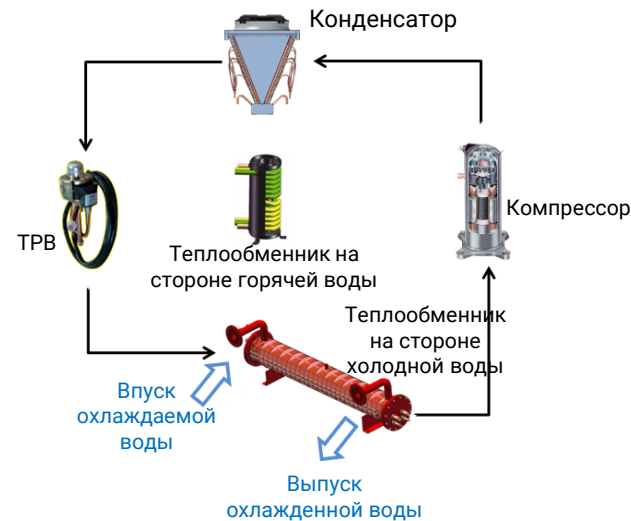 Конденсатор
Компрессор
ТРВ
Теплообменник на
стороне горячей воды
Теплообменник
на стороне
холодной воды
Впуск
охлаждаемой
воды
Выпуск
охлажденной воды